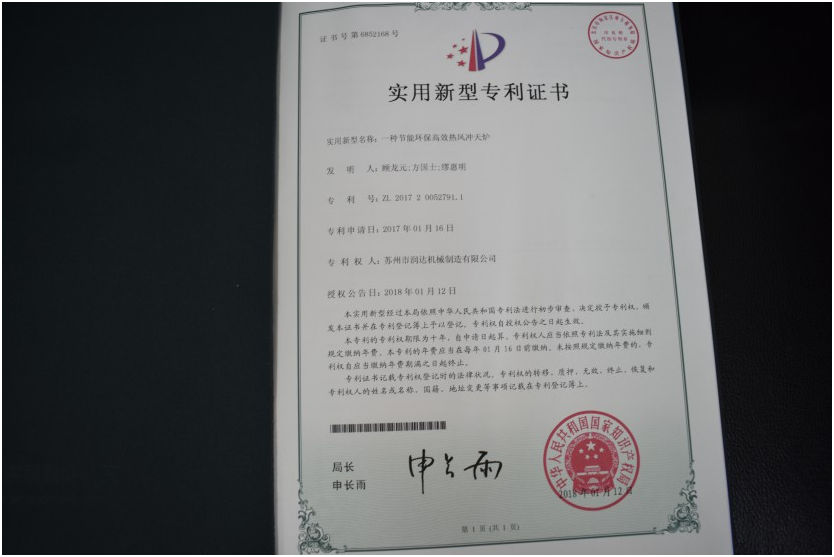 证书号第6852168号
实用新型专利证书
实用新型名称：一种节能环保高效热风冲天炉
发 明 人：顾龙元;方国士;缪惠明
专 利 号：ZL 2017 2 0052791.1
专利申请日：2017年01月16日
专 利 权 人：苏州市润达机械制造有限公司
授权公告日：2018年01月12日
本实用新型经过本局依照中华人民共和国专利法进行初步审查，决定授予专利权，颁
发本证书并在专利登记簿上予以登记，专利权自授权公告之日起生效。
本专利的专利权期限为十年，自申请日起算。专利权人应当依照专利法及其实施细则
规定缴纳年费。本专利的年费应当在每年01月16日前缴纳。未按照规定缴纳年费的，专
利权自应当缴纳年费期满之日起终止。
专利证书记载专利权登记时的法律状况。专利权的转移、质押、无效、终止、恢复和
专利权人的姓名或名称、国籍、地址变更等事项记载在专利登记簿上。
局长
申长雨
申长雨
中华人民共和国国家知识产权局
2018年01月12日
第 1 页 (共 1 页)